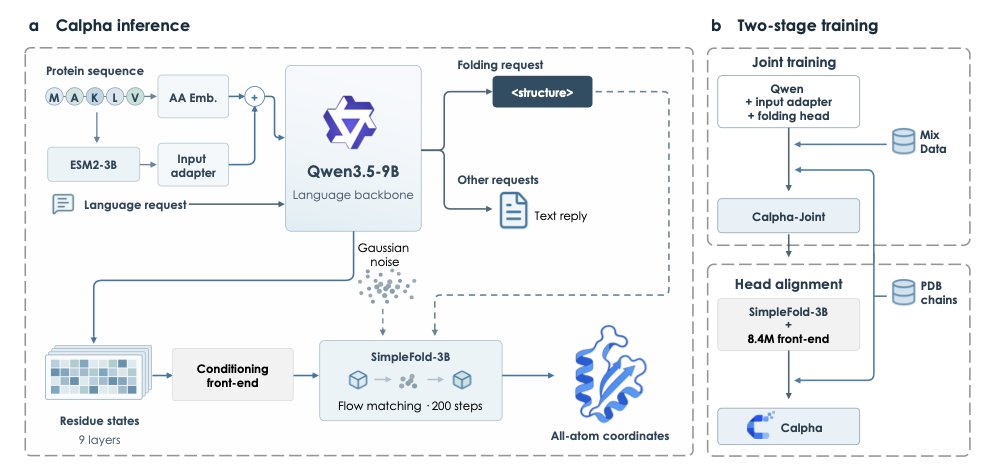 a Calpha inference
Protein sequence
M A K L V
AA Emb.
+
ESM2-3B
Input
adapter
Language request
Qwen3.5-9B
Language backbone
Folding request
<structure>
Other requests
Text reply
Gaussian
noise
Residue states
9 layers
Conditioning
front-end
SimpleFold-3B
Flow matching · 200 steps
All-atom coordinates
b Two-stage training
Joint training
Qwen
+ input adapter
+ folding head
Mix
Data
Calpha-Joint
Head alignment
SimpleFold-3B
+
8.4M front-end
PDB
chains
Calpha